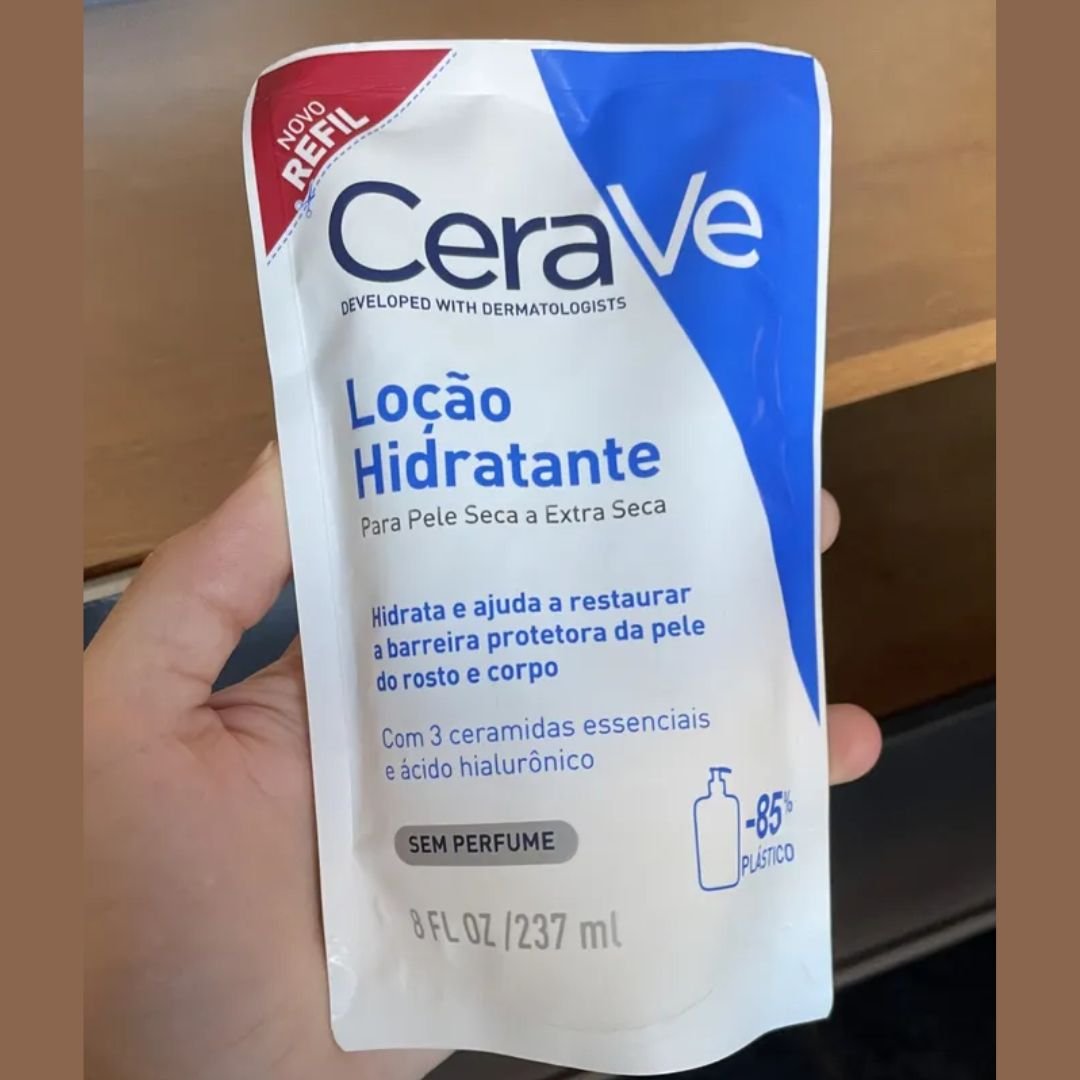 NOVO
REFIL
CeraVe
DEVELOPED WITH DERMATOLOGISTS
Loção
Hidratante
Para Pele Seca a Extra Seca
Hidrata e ajuda a restaurar
a barreira protetora da pele
do rosto e corpo
Com 3 ceramidas essenciais
e ácido hialurônico
SEM PERFUME
-85%
PLÁSTICO
8 FL OZ/237 ml